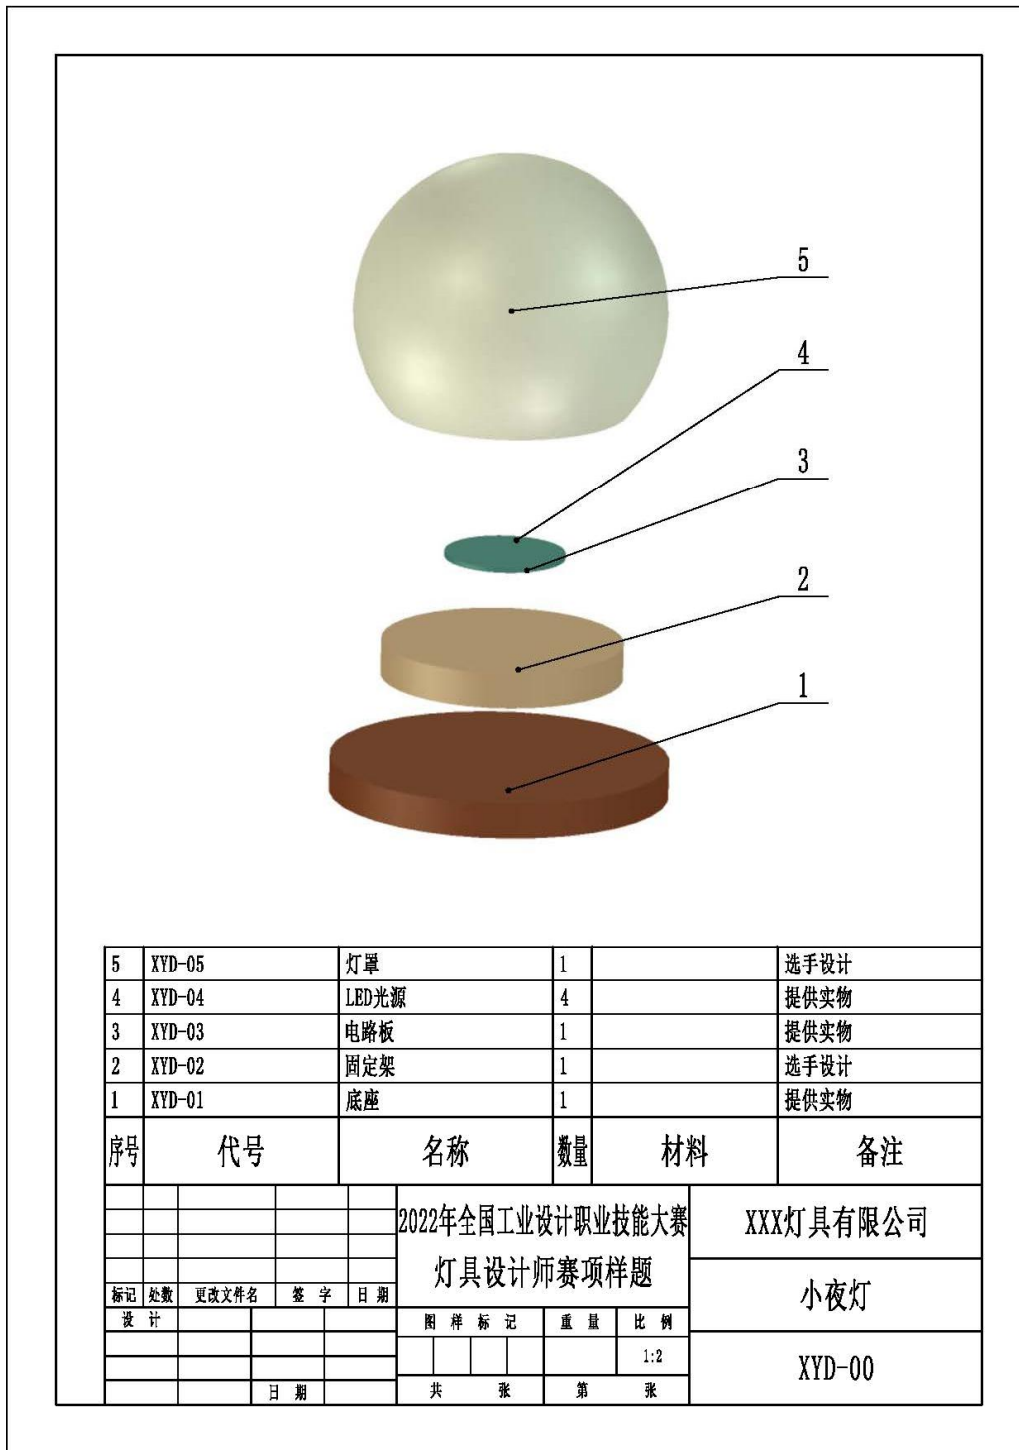 5
4
3
2
1
5 XYD-05 灯罩 1 选手设计
4 XYD-04 LED光源 4 提供实物
3 XYD-03 电路板 1 提供实物
2 XYD-02 固定架 1 选手设计
1 XYD-01 底座 1 提供实物
序号 代号 名称 数量 材料 备注
2022年全国工业设计职业技能大赛
灯具设计师赛项样题
XXX灯具有限公司
小夜灯
XYD-00
标记 处数 更改文件名 签 字 日 期
设 计
日 期
图 样 标 记 重 量 比 例
1:2
共 张 第 张